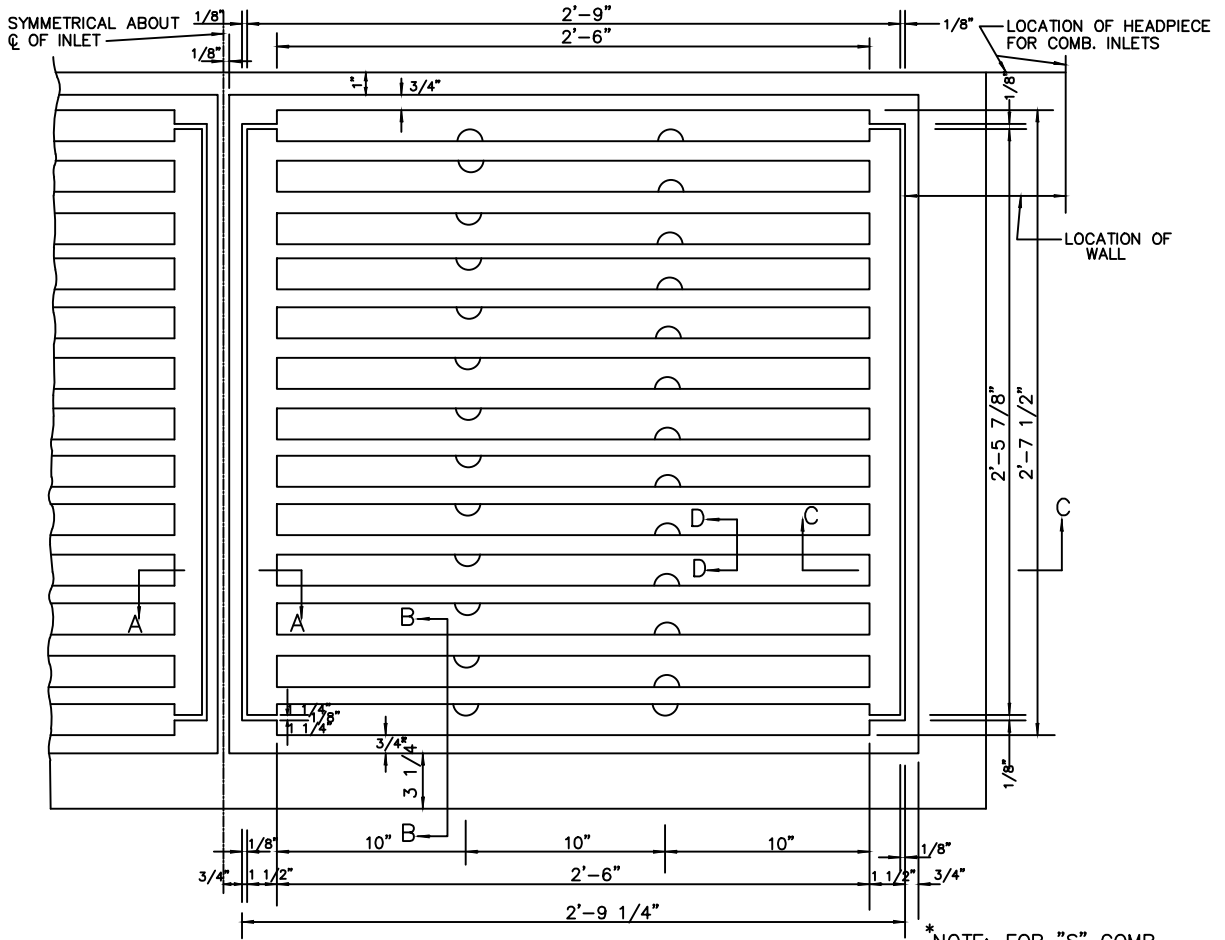 SYMMETRICAL ABOUT
℄ OF INLET
1/8"
2'-9"
1/8"
LOCATION OF HEADPIECE
FOR COMB. INLETS
2'-6"
1/8"
1"
3/4"
1/8"
LOCATION OF
WALL
2'-5 7/8"
2'-7 1/2"
D
C
C
D
A
A
B
1 1/4"
1/8"
1 1/4"
3/4"
3 1/4
1/8"
B
1/8"
10"
10"
10"
1/8"
3/4"
1 1/2"
2'-6"
1 1/2"
3/4"
2'-9 1/4"
*NOTE: FOR "S" COMB.